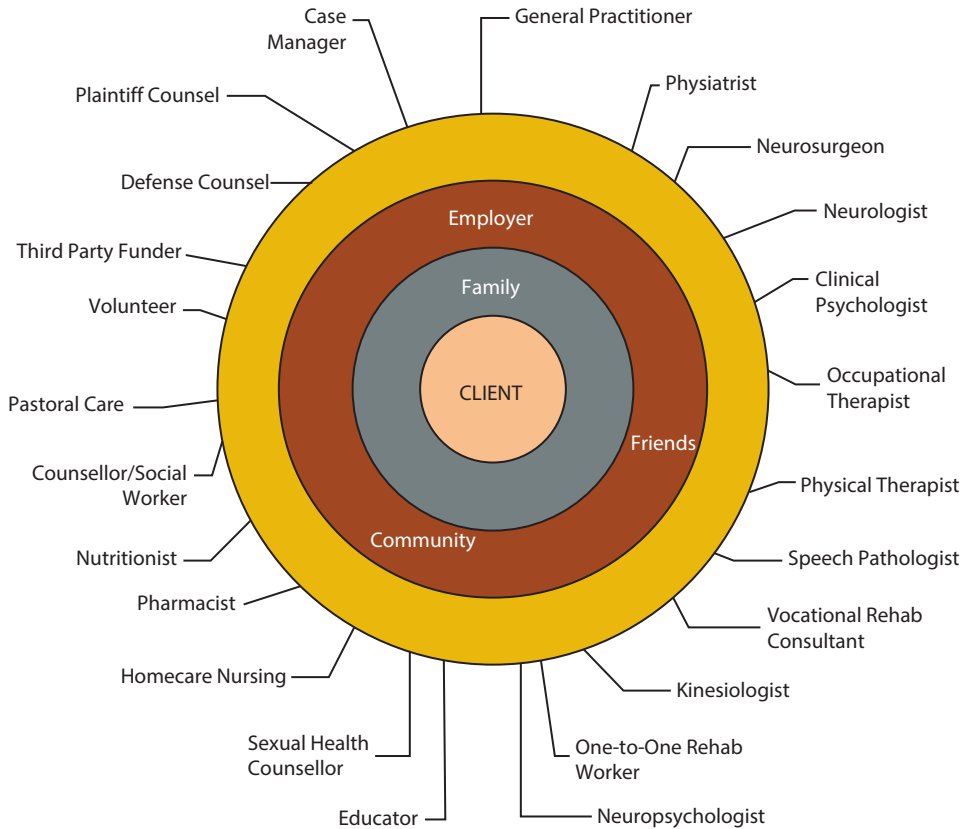 Case
Manager
General Practitioner
Plaintiff Counsel
Physiatrist
Neurosurgeon
Defense Counsel
Neurologist
Employer
Third Party Funder
Clinical
Psychologist
Volunteer
Family
Occupational
Therapist
CLIENT
Pastoral Care
Friends
Counsellor/Social
Worker
Physical Therapist
Community
Nutritionist
Speech Pathologist
Pharmacist
Vocational Rehab
Consultant
Homecare Nursing
Kinesiologist
Sexual Health
Counsellor
One-to-One Rehab
Worker
Educator
Neuropsychologist